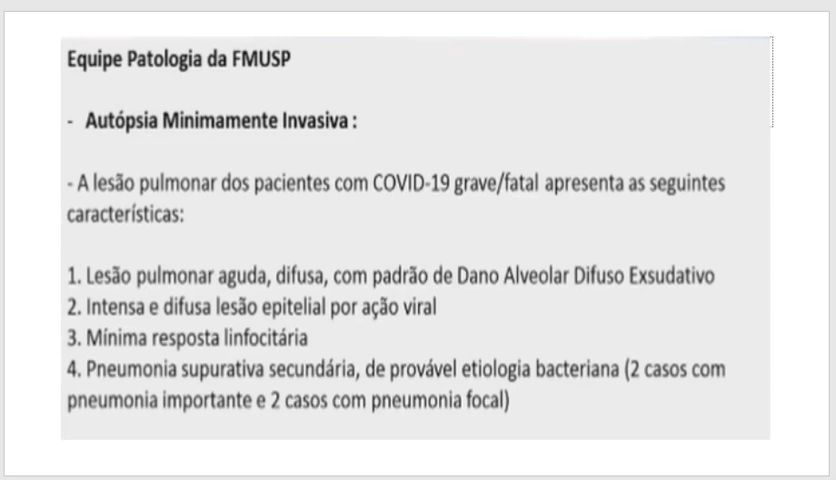 Equipe Patologia da FMUSP
- Autópsia Minimamente Invasiva :
- A lesão pulmonar dos pacientes com COVID-19 grave/fatal apresenta as seguintes
características:
1. Lesão pulmonar aguda, difusa, com padrão de Dano Alveolar Difuso Exsudativo
2. Intensa e difusa lesão epitelial por ação viral
3. Mínima resposta linfocitária
4. Pneumonia supurativa secundária, de provável etiologia bacteriana (2 casos com
pneumonia importante e 2 casos com pneumonia focal)